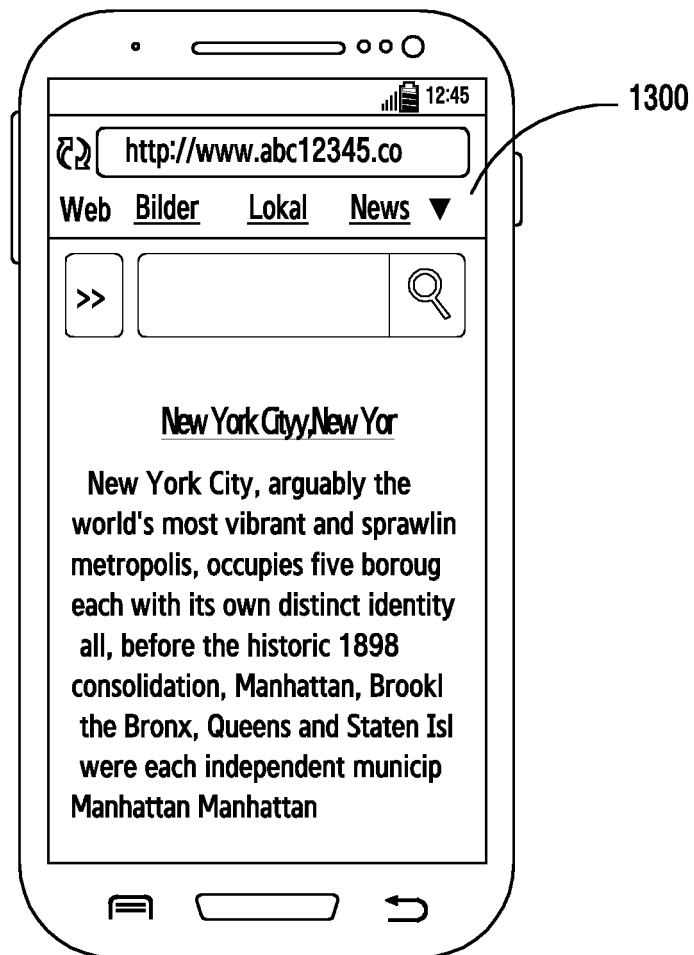 12:45
1300
http://www.abc12345.co
Web Bilder Lokal News ▼
>>
New York Cityy,New Yor
New York City, arguably the
world's most vibrant and sprawlin
metropolis, occupies five boroug
each with its own distinct identity
all, before the historic 1898
consolidation, Manhattan, Brookl
the Bronx, Queens and Staten Isl
were each independent municip
Manhattan Manhattan